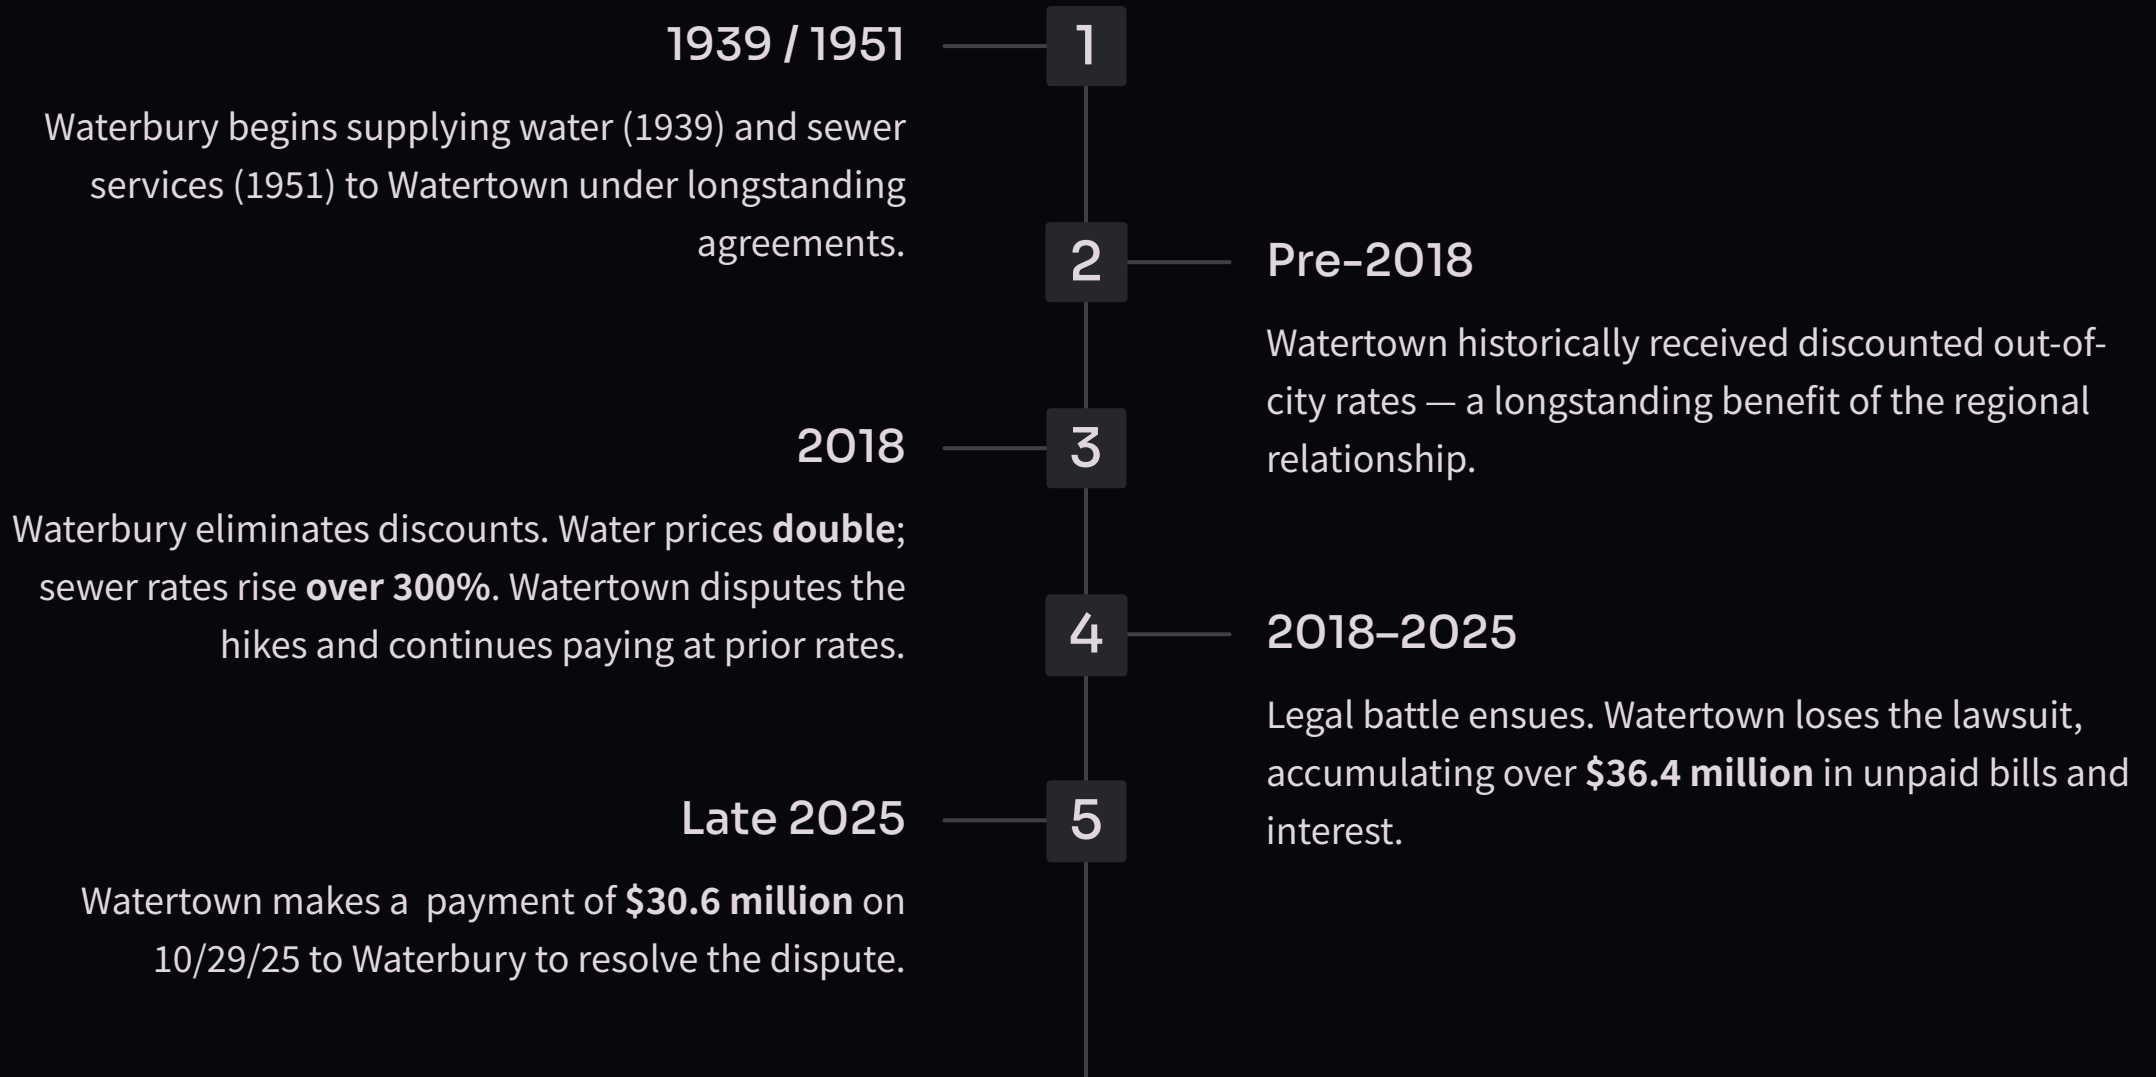 1939 / 1951
1
Waterbury begins supplying water (1939) and sewer
services (1951) to Watertown under longstanding
agreements.
2
Pre-2018
Watertown historically received discounted out-of-
city rates — a longstanding benefit of the regional
relationship.
2018
3
Waterbury eliminates discounts. Water prices double;
sewer rates rise over 300%. Watertown disputes the
hikes and continues paying at prior rates.
4
2018–2025
Legal battle ensues. Watertown loses the lawsuit,
accumulating over $36.4 million in unpaid bills and
interest.
Late 2025
5
Watertown makes a  payment of $30.6 million on
10/29/25 to Waterbury to resolve the dispute.